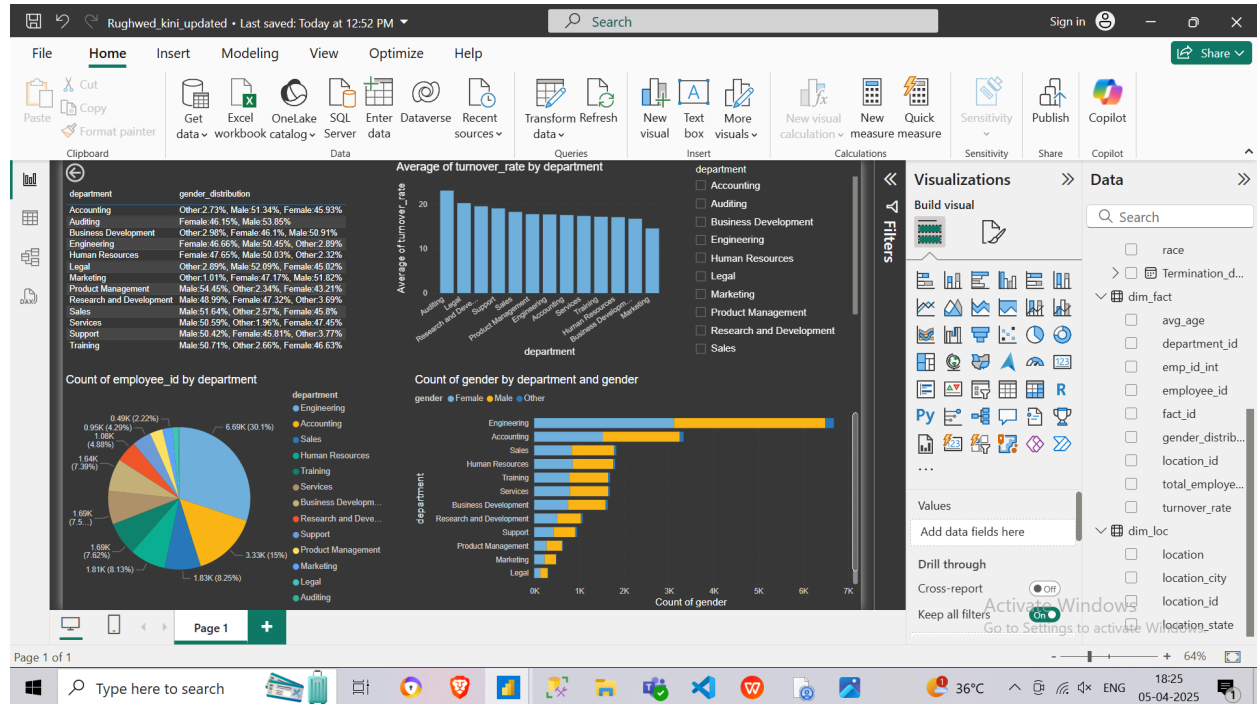 Rughwed_kini_updated • Last saved: Today at 12:52 PM
Search
Sign in
File Home Insert Modeling View Optimize Help
Share
Paste
Cut
Copy
Format painter
Get data
Excel workbook
OneLake catalog
SQL Server
Enter data
Dataverse
Recent sources
Transform data
Refresh
New visual
Text box
More visuals
New visual calculation
New measure
Quick measure
Sensitivity
Publish
Copilot
Clipboard Data Queries Insert Calculations Sensitivity Share Copilot
department gender_distribution
Accounting Other:2.73%, Male:51.34%, Female:45.93%
Auditing Female:46.15%, Male:53.85%
Business Development Other:2.98%, Female:46.1%, Male:50.91%
Engineering Female:46.66%, Male:50.45%, Other:2.89%
Human Resources Female:47.65%, Male:50.03%, Other:2.32%
Legal Other:2.89%, Male:52.09%, Female:45.02%
Marketing Other:1.01%, Female:47.17%, Male:51.82%
Product Management Male:54.45%, Other:2.34%, Female:43.21%
Research and Development Male:48.99%, Female:47.32%, Other:3.69%
Sales Male:51.64%, Other:2.57%, Female:45.8%
Services Male:50.59%, Other:1.96%, Female:47.45%
Support Male:50.42%, Female:45.81%, Other:3.77%
Training Male:50.71%, Other:2.66%, Female:46.63%
Average of turnover_rate by department
Average of turnover_rate
20
10
0
Auditing
Legal
Research and Deve...
Support
Sales
Product Management
Engineering
Accounting
Services
Training
Human Resources
Business Develop...
Marketing
department
department
Accounting
Auditing
Business Development
Engineering
Human Resources
Legal
Marketing
Product Management
Research and Development
Sales
Count of employee_id by department
0.49K (2.22%)
0.95K (4.29%)
1.08K
(4.88%)
1.64K
(7.39%)
1.69K
(7.5...)
1.69K
(7.62%)
1.81K (8.13%)
1.83K (8.25%)
3.33K (15%)
6.69K (30.1%)
department
Engineering
Accounting
Sales
Human Resources
Training
Services
Business Developm...
Research and Deve...
Support
Product Management
Marketing
Legal
Auditing
Count of gender by department and gender
gender Female Male Other
department
Engineering
Accounting
Sales
Human Resources
Training
Services
Business Development
Research and Development
Support
Product Management
Marketing
Legal
0K 1K 2K 3K 4K 5K 6K 7K
Count of gender
Filters
Visualizations
Build visual
123
R
Py
...
Values
Add data fields here
Drill through
Cross-report Off
Keep all filters On
Data
Search
race
Termination_d...
dim_fact
avg_age
department_id
emp_id_int
employee_id
fact_id
gender_distrib...
location_id
total_employe...
turnover_rate
dim_loc
location
location_city
location_id
location_state
Activate Windows
Go to Settings to activate Windows.
Page 1
Page 1 of 1
64%
Type here to search
36°C
ENG
18:25
05-04-2025